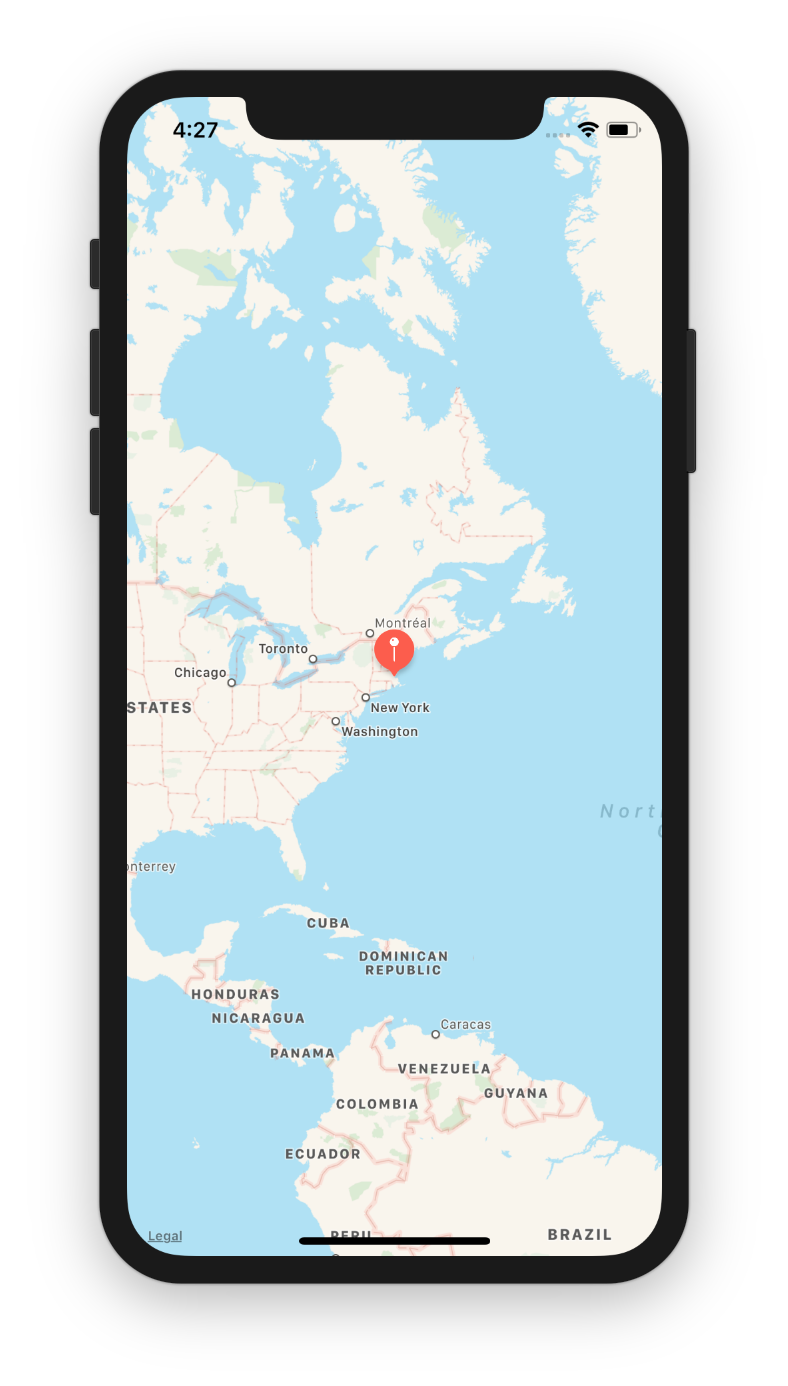 4:27
Montréal
Toronto
Chicago
STATES
New York
Washington
Nort
onterrey
CUBA
DOMINICAN
REPUBLIC
HONDURAS
NICARAGUA
Caracas
PANAMA
VENEZUELA
GUYANA
COLOMBIA
ECUADOR
Legal
PERU
BRAZIL